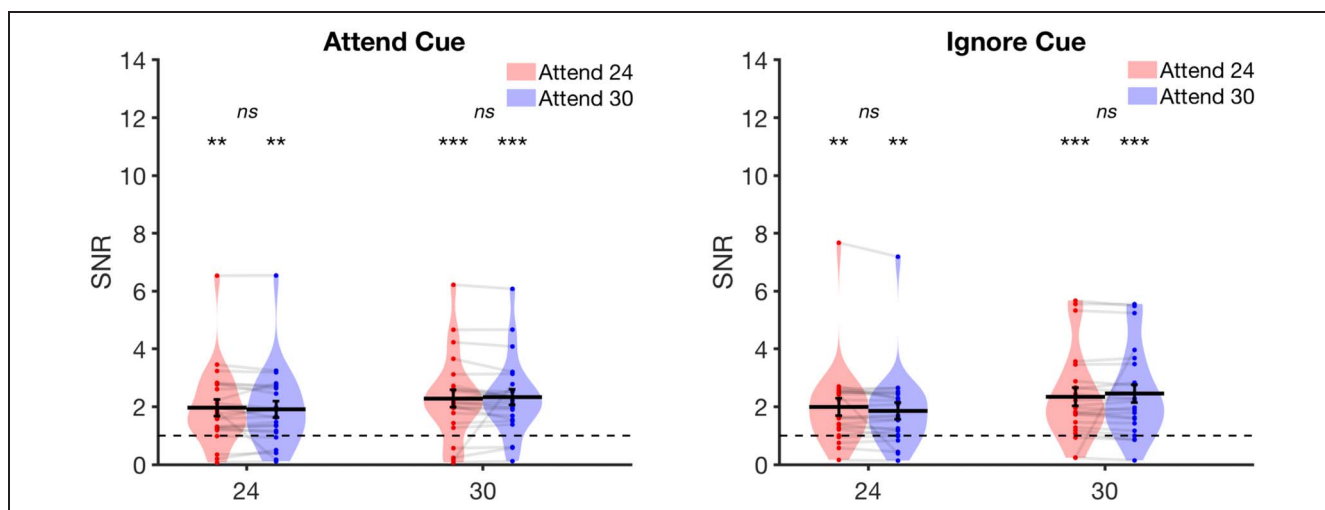 Attend Cue
Attend 24
Attend 30
14
12
10
8
6
4
2
0
SNR
ns
ns
** **
*** ***
24
30
Ignore Cue
Attend 24
Attend 30
14
12
10
8
6
4
2
0
SNR
ns
ns
** **
*** ***
24
30